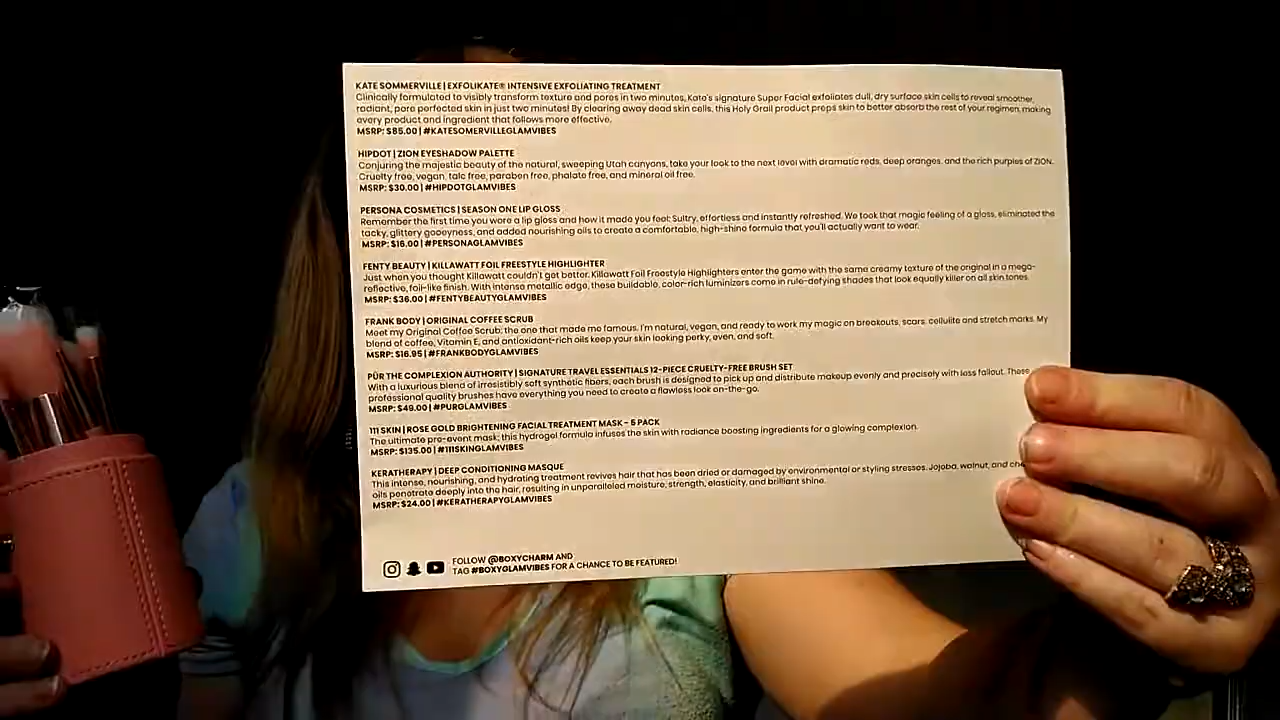 KATE SOMMERVILLE | EXFOLIKATE® INTENSIVE EXFOLIATING TREATMENT
Clinically formulated to visibly transform texture and pores in two minutes, Kate's signature Super Facial exfoliates dull, dry surface skin cells to reveal smoother,
radiant, pore perfected skin in just two minutes! By clearing away dead skin cells, this Holy Grail product preps skin to better absorb the rest of your regimen, making
every product and ingredient that follows more effective.
MSRP: $85.00 | #KATESOMERVILLEGLAMVIBES
HIPDOT | ZION EYESHADOW PALETTE
Conjuring the majestic beauty of the natural, sweeping Utah canyons, take your look to the next level with dramatic reds, deep oranges, and the rich purples of ZION.
Cruelty free, vegan, talc free, paraben free, phalate free, and mineral oil free.
MSRP: $30.00 | #HIPDOTGLAMVIBES
PERSONA COSMETICS | SEASON ONE LIP GLOSS
Remember the first time you wore a lip gloss and how it made you feel: Sultry, effortless and instantly refreshed. We took that magic feeling of a gloss, eliminated the
tacky, glittery gooeyness, and added nourishing oils to create a comfortable, high-shine formula that you'll actually want to wear.
MSRP: $16.00 | #PERSONAGLAMVIBES
FENTY BEAUTY | KILLAWATT FOIL FREESTYLE HIGHLIGHTER
Just when you thought Killawatt couldn't get better. Killawatt Foil Freestyle Highlighters enter the game with the same creamy texture of the original in a mega-
reflective, foil-like finish. With intense metallic edge, these buildable, color-rich luminizers come in rule-defying shades that look equally killer on all skin tones.
MSRP: $36.00 | #FENTYBEAUTYGLAMVIBES
FRANK BODY | ORIGINAL COFFEE SCRUB
Meet my Original Coffee Scrub; the one that made me famous. I'm natural, vegan, and ready to work my magic on breakouts, scars, cellulite and stretch marks. My
blend of coffee, Vitamin E, and antioxidant-rich oils keep your skin looking perky, even, and soft.
MSRP: $16.95 | #FRANKBODYGLAMVIBES
PÜR THE COMPLEXION AUTHORITY | SIGNATURE TRAVEL ESSENTIALS 12-PIECE CRUELTY-FREE BRUSH SET
With a luxurious blend of irresistibly soft synthetic fibers, each brush is designed to pick up and distribute makeup evenly and precisely with less fallout. These
professional quality brushes have everything you need to create a flawless look on-the-go.
MSRP: $49.00 | #PURGLAMVIBES
111 SKIN | ROSE GOLD BRIGHTENING FACIAL TREATMENT MASK - 5 PACK
The ultimate pre-event mask; this hydrogel formula infuses the skin with radiance boosting ingredients for a glowing complexion.
MSRP: $135.00 | #111SKINGLAMVIBES
KERATHERAPY | DEEP CONDITIONING MASQUE
This intense, nourishing, and hydrating treatment revives hair that has been dried or damaged by environmental or styling stresses. Jojoba, walnut, and
oils penetrate deeply into the hair, resulting in unparalleled moisture, strength, elasticity, and brilliant shine.
MSRP: $24.00 | #KERATHERAPYGLAMVIBES
FOLLOW @BOXYCHARM AND
TAG #BOXYGLAMVIBES FOR A CHANCE TO BE FEATURED!